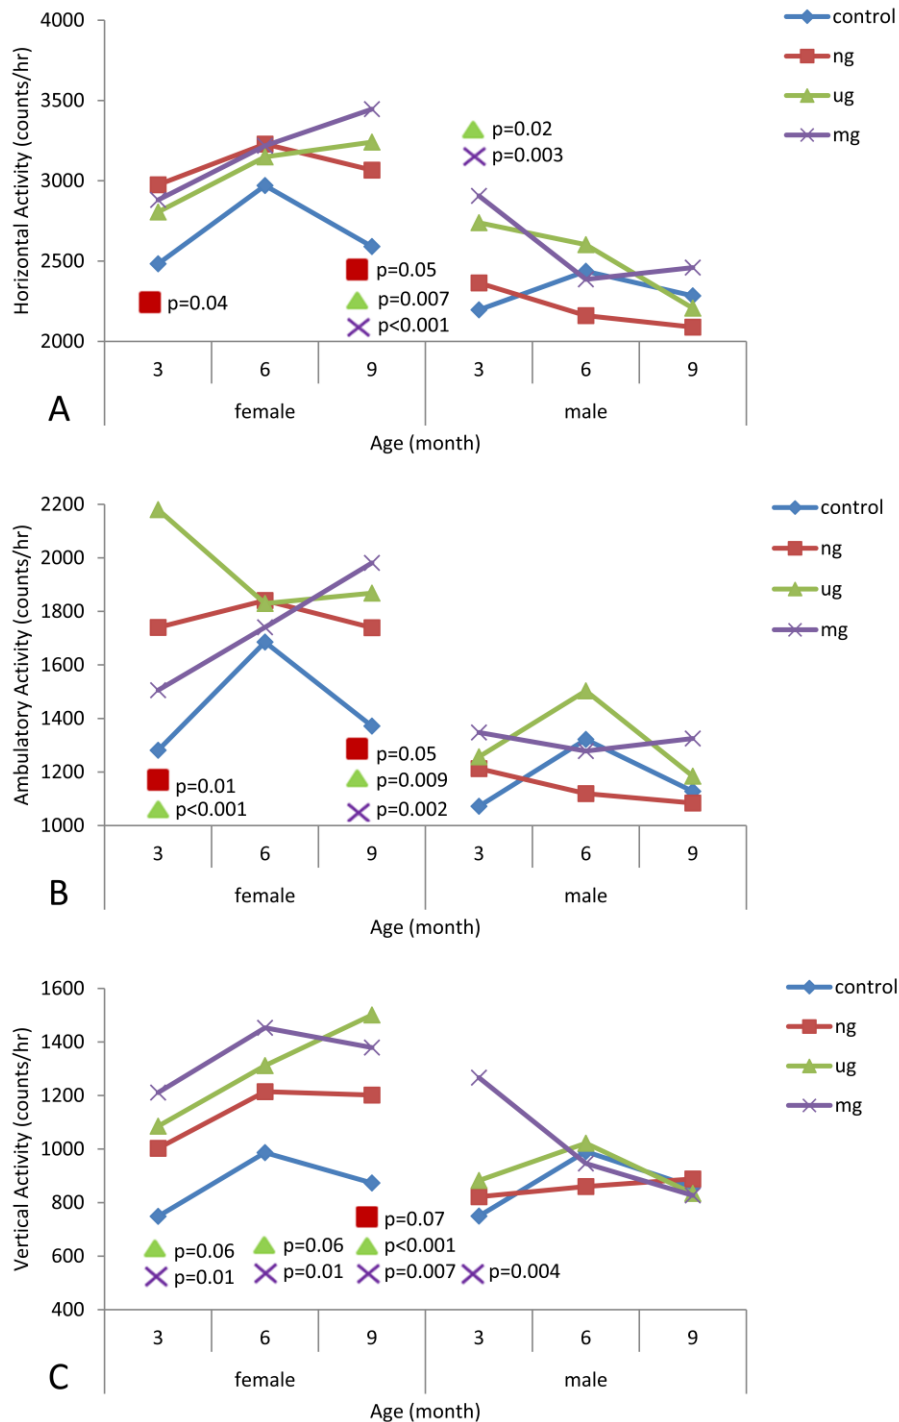 4000
3500
3000
2500
2000
Horizontal Activity (counts/hr)
control
ng
ug
mg
p=0.04
p=0.05
p=0.007
p<0.001
p=0.02
p=0.003
3 6 9 3 6 9
female male
Age (month)
A
2200
2000
1800
1600
1400
1200
1000
Ambulatory Activity (counts/hr)
control
ng
ug
mg
p=0.01
p<0.001
p=0.05
p=0.009
p=0.002
3 6 9 3 6 9
female male
Age (month)
B
1600
1400
1200
1000
800
600
400
Vertical Activity (counts/hr)
control
ng
ug
mg
p=0.06
p=0.01
p=0.06
p=0.01
p=0.07
p<0.001
p=0.007
p=0.004
3 6 9 3 6 9
female male
Age (month)
C